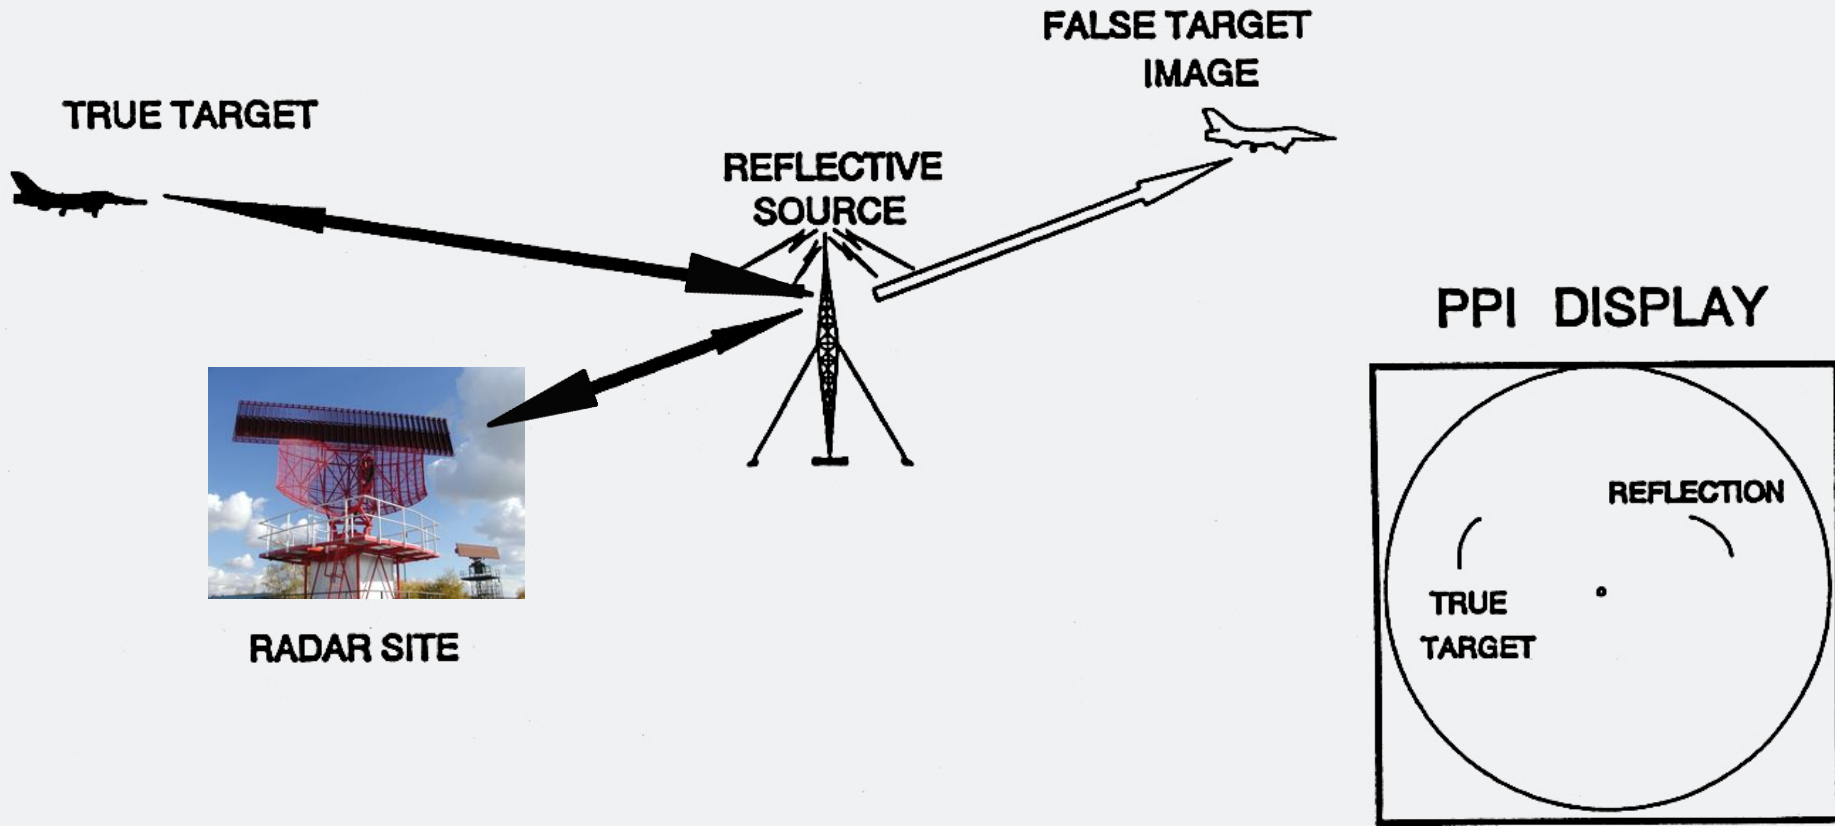 FALSE TARGET
IMAGE
TRUE TARGET
REFLECTIVE
SOURCE
PPI DISPLAY
REFLECTION
TRUE
TARGET
RADAR SITE